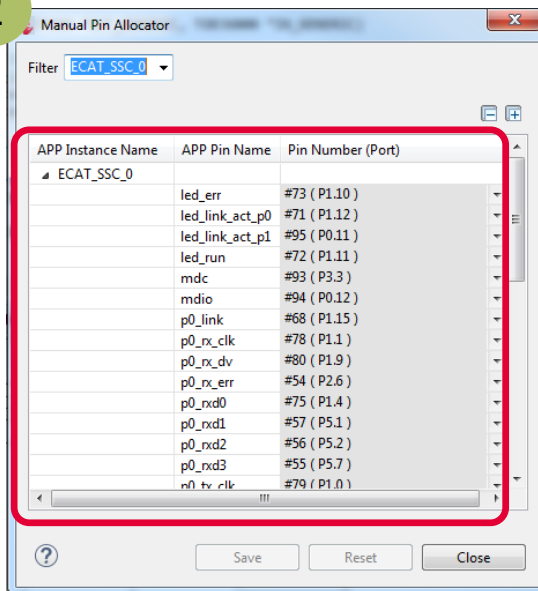 Manual Pin Allocator
Filter ECAT_SSC_0
APP Instance Name APP Pin Name Pin Number (Port)
ECAT_SSC_0
led_err #73 ( P1.10 )
led_link_act_p0 #71 ( P1.12 )
led_link_act_p1 #95 ( P0.11 )
led_run #72 ( P1.11 )
mdc #93 ( P3.3 )
mdio #94 ( P0.12 )
p0_link #68 ( P1.15 )
p0_rx_clk #78 ( P1.1 )
p0_rx_dv #80 ( P1.9 )
p0_rx_err #54 ( P2.6 )
p0_rxd0 #75 ( P1.4 )
p0_rxd1 #57 ( P5.1 )
p0_rxd2 #56 ( P5.2 )
p0_rxd3 #55 ( P5.7 )
p0_tx_clk #79 ( P1.0 )
Save Reset Close